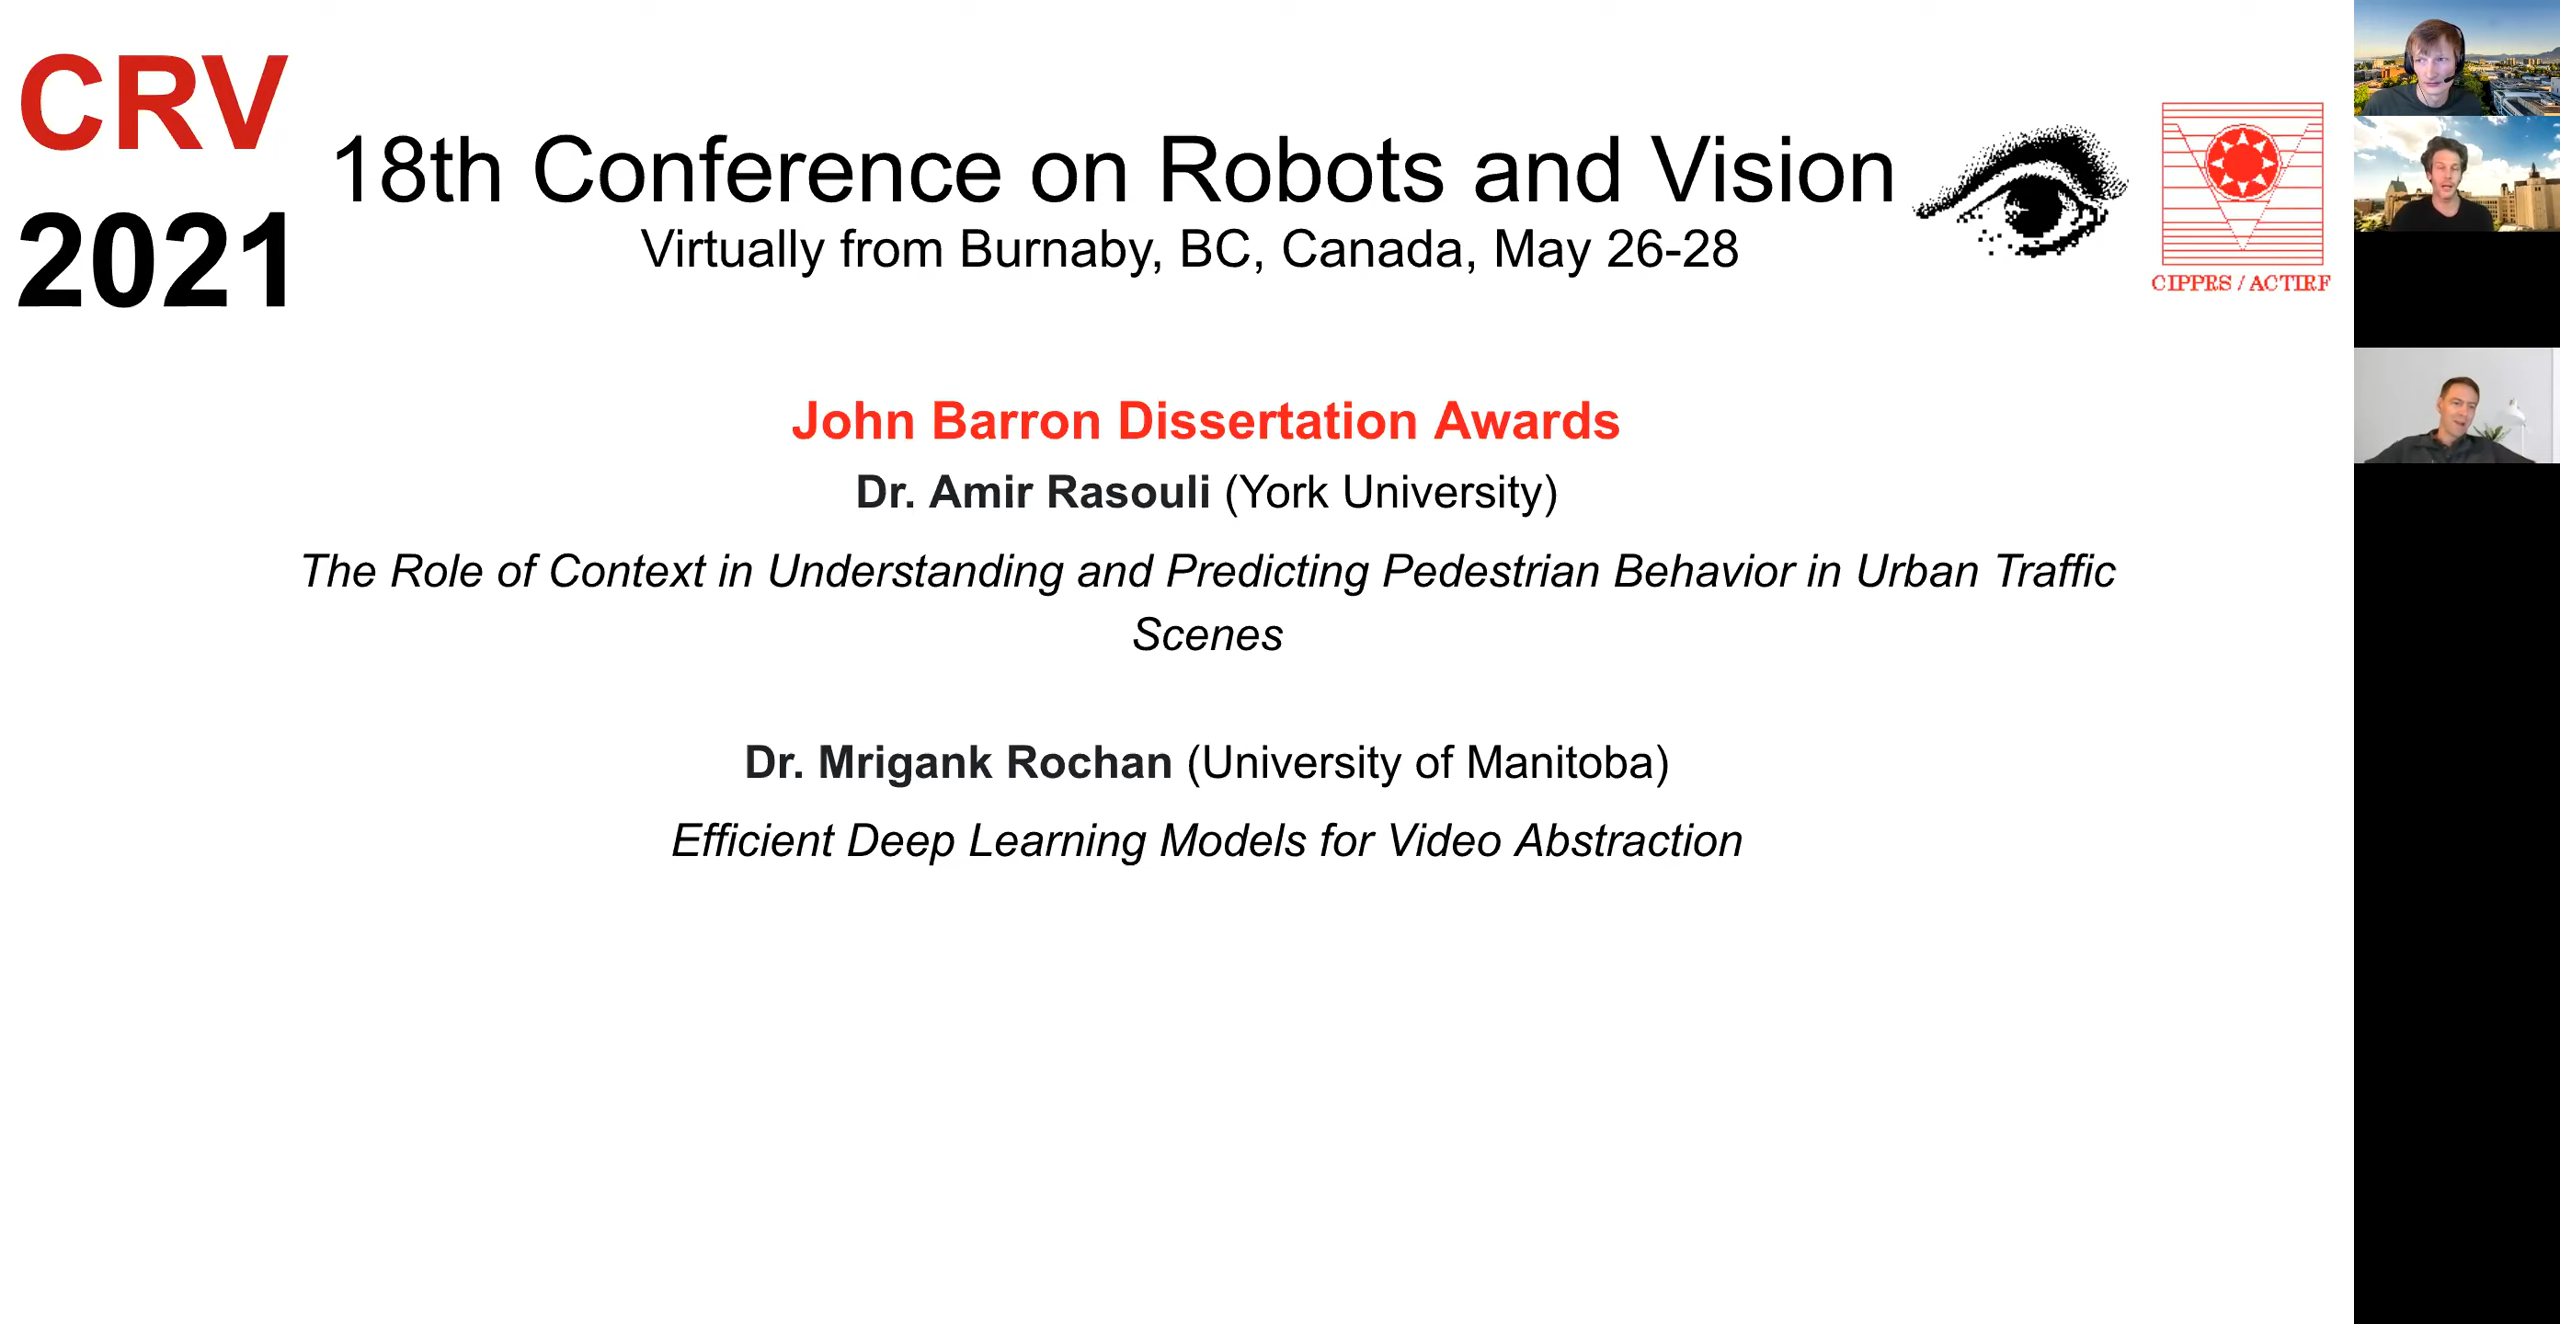 CRV
2021
18th Conference on Robots and Vision
Virtually from Burnaby, BC, Canada, May 26-28
CIPPRS / ACTIRF
John Barron Dissertation Awards
Dr. Amir Rasouli (York University)
The Role of Context in Understanding and Predicting Pedestrian Behavior in Urban Traffic
Scenes
Dr. Mrigank Rochan (University of Manitoba)
Efficient Deep Learning Models for Video Abstraction